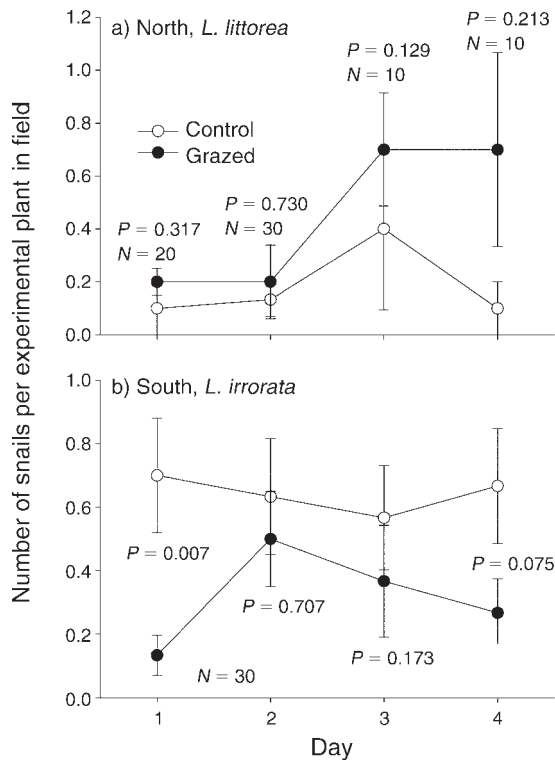 Number of snails per experimental plant in field
a) North, L. littorea
1.2
1.0
0.8
0.6
0.4
0.2
0.0
Control
Grazed
P = 0.317
N = 20
P = 0.730
N = 30
P = 0.129
N = 10
P = 0.213
N = 10
b) South, L. irrorata
1.0
0.8
0.6
0.4
0.2
0.0
P = 0.007
P = 0.707
P = 0.173
P = 0.075
N = 30
1 2 3 4
Day